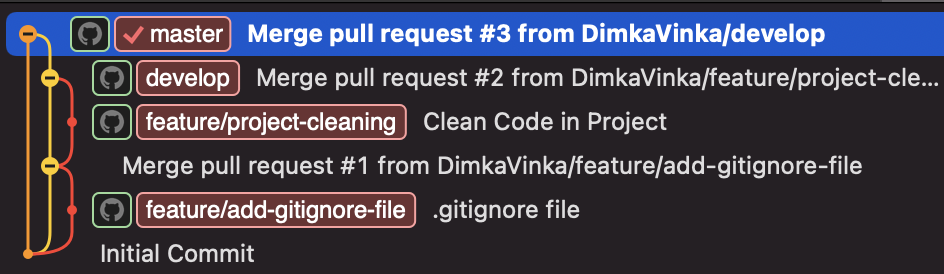 master Merge pull request #3 from DimkaVinka/develop
develop Merge pull request #2 from DimkaVinka/feature/project-cle...
feature/project-cleaning Clean Code in Project
Merge pull request #1 from DimkaVinka/feature/add-gitignore-file
feature/add-gitignore-file .gitignore file
Initial Commit